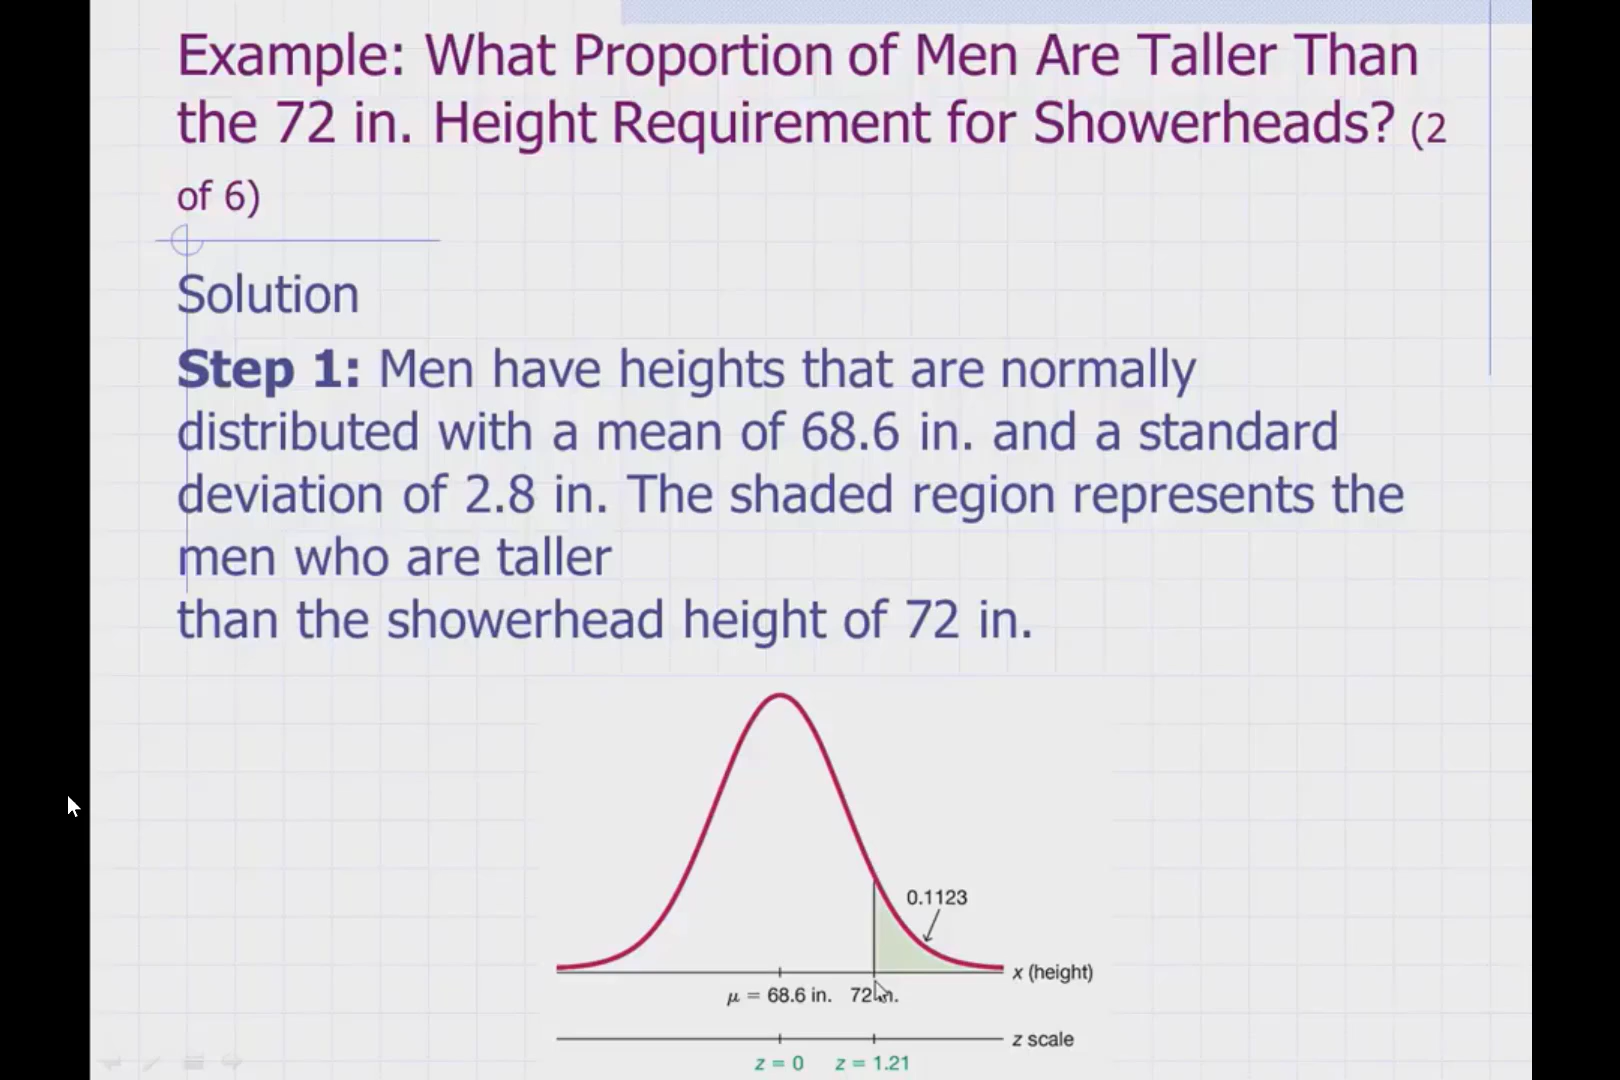 Example: What Proportion of Men Are Taller Than
the 72 in. Height Requirement for Showerheads? (2
of 6)
Solution
Step 1: Men have heights that are normally
distributed with a mean of 68.6 in. and a standard
deviation of 2.8 in. The shaded region represents the
men who are taller
than the showerhead height of 72 in.
0.1123
x (height)
μ = 68.6 in. 72 in.
z scale
z = 0 z = 1.21